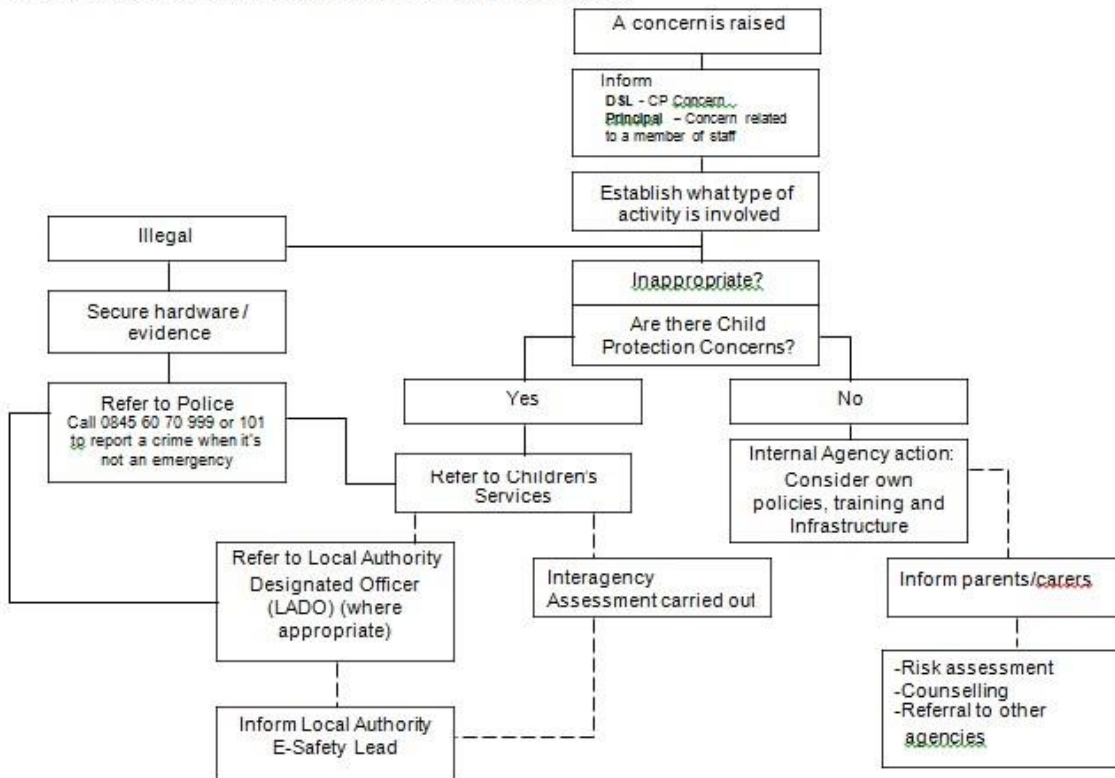 A concern is raised
Inform
DSL - CP Concern
Principal – Concern related
to a member of staff
Establish what type of
activity is involved
Illegal
Inappropriate?
Secure hardware /
evidence
Are there Child
Protection Concerns?
Refer to Police
Call 0845 60 70 999 or 101
to report a crime when it's
not an emergency
Yes
No
Refer to Children's
Services
Internal Agency action:
Consider own
policies, training and
Infrastructure
Refer to Local Authority
Designated Officer
(LADO) (where
appropriate)
Interagency
Assessment carried out
Inform parents/carers
-Risk assessment
-Counselling
-Referral to other
agencies
Inform Local Authority
E-Safety Lead